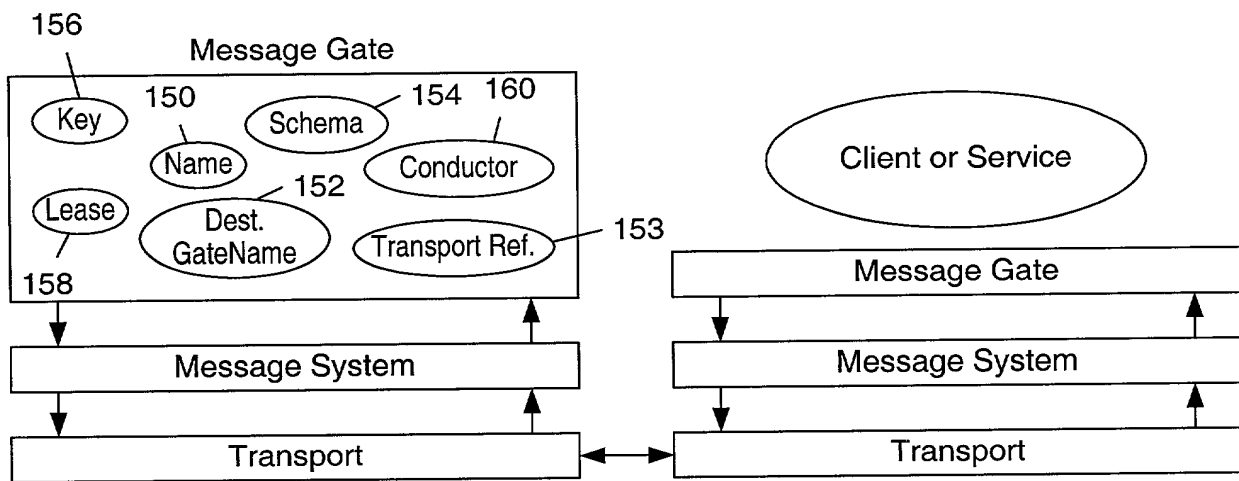 156
Message Gate
150
154
160
Key
Schema
Name
Conductor
Client or Service
152
Lease
Dest.
GateName
Transport Ref.
153
158
Message Gate
Message System
Message System
Transport
Transport